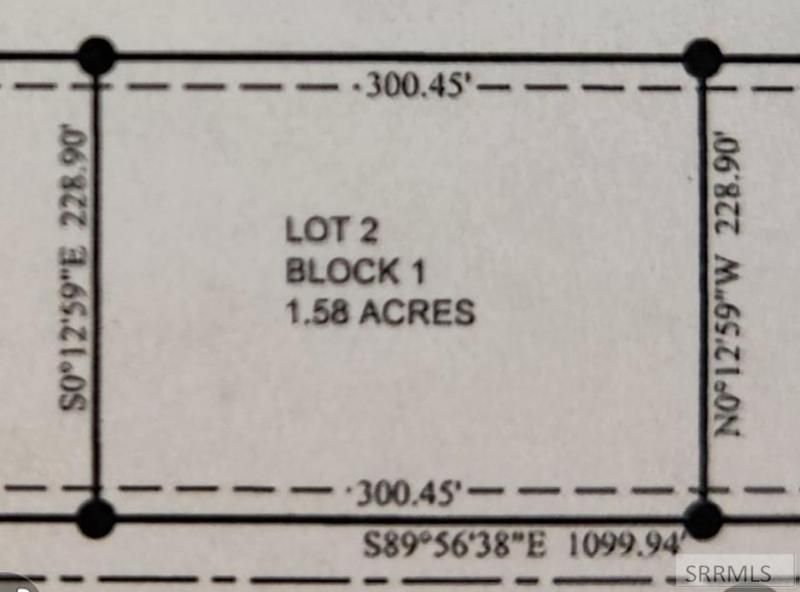 300.45'
S0°12'59"E 228.90'
N0°12'59"W 228.90'
LOT 2
BLOCK 1
1.58 ACRES
300.45'
S89°56'38"E 1099.94'
SRRMLS